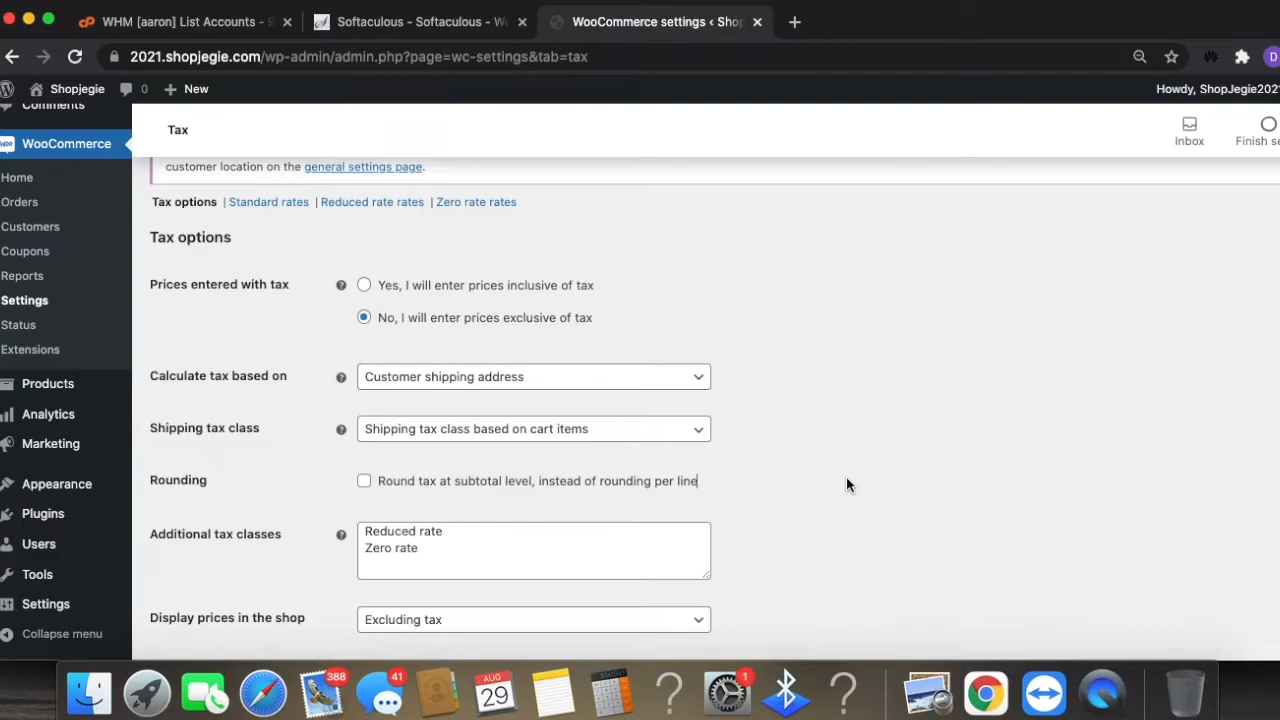 WHM [aaron] List Accounts - S
Softaculous - Softaculous - Wo
WooCommerce settings ‹ Shop
2021.shopjegie.com/wp-admin/admin.php?page=wc-settings&tab=tax
D
Shopjegie 0 + New
Howdy, ShopJegie2021
Comments
Woo WooCommerce
Home
Orders
Customers
Coupons
Reports
Settings
Status
Extensions
Products
Analytics
Marketing
Appearance
Plugins
Users
Tools
Settings
Collapse menu
Tax
Inbox
Finish se
customer location on the general settings page.
Tax options | Standard rates | Reduced rate rates | Zero rate rates
Tax options
Prices entered with tax
Yes, I will enter prices inclusive of tax
No, I will enter prices exclusive of tax
Calculate tax based on
Customer shipping address
Shipping tax class
Shipping tax class based on cart items
Rounding
Round tax at subtotal level, instead of rounding per line
Additional tax classes
Reduced rate
Zero rate
Display prices in the shop
Excluding tax
388
41
AUG
29
1